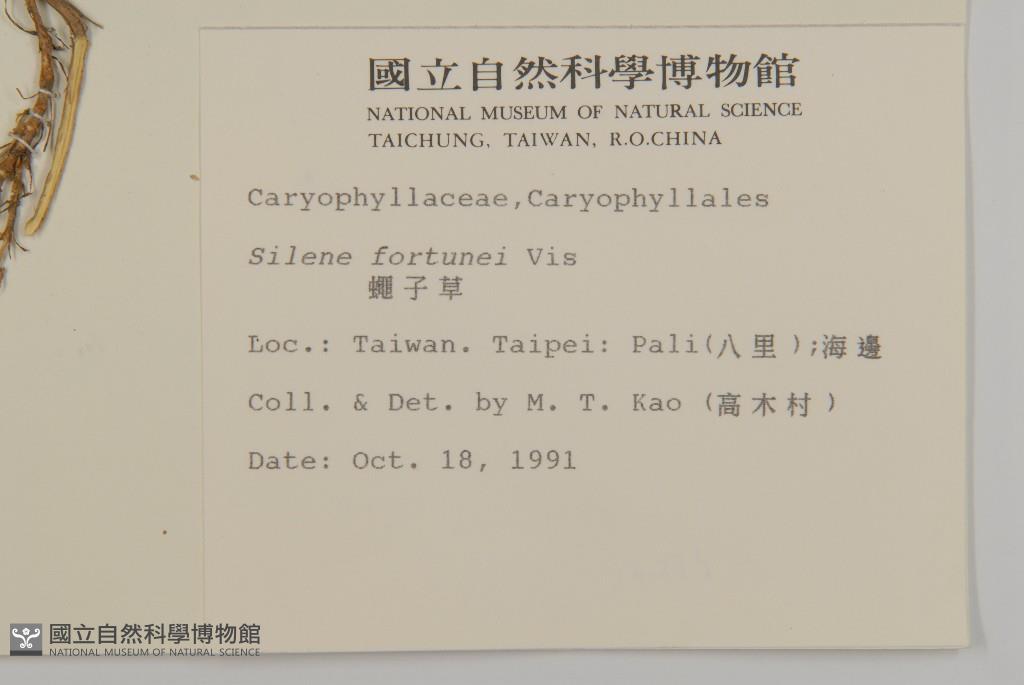 國立自然科學博物館
NATIONAL MUSEUM OF NATURAL SCIENCE
TAICHUNG, TAIWAN, R.O.CHINA
Caryophyllaceae,Caryophyllales
Silene fortunei Vis
蠅子草
Loc.: Taiwan. Taipei: Pali(八里);海邊
Coll. & Det. by M. T. Kao (高木村)
Date: Oct. 18, 1991
國立自然科學博物館
NATIONAL MUSEUM OF NATURAL SCIENCE